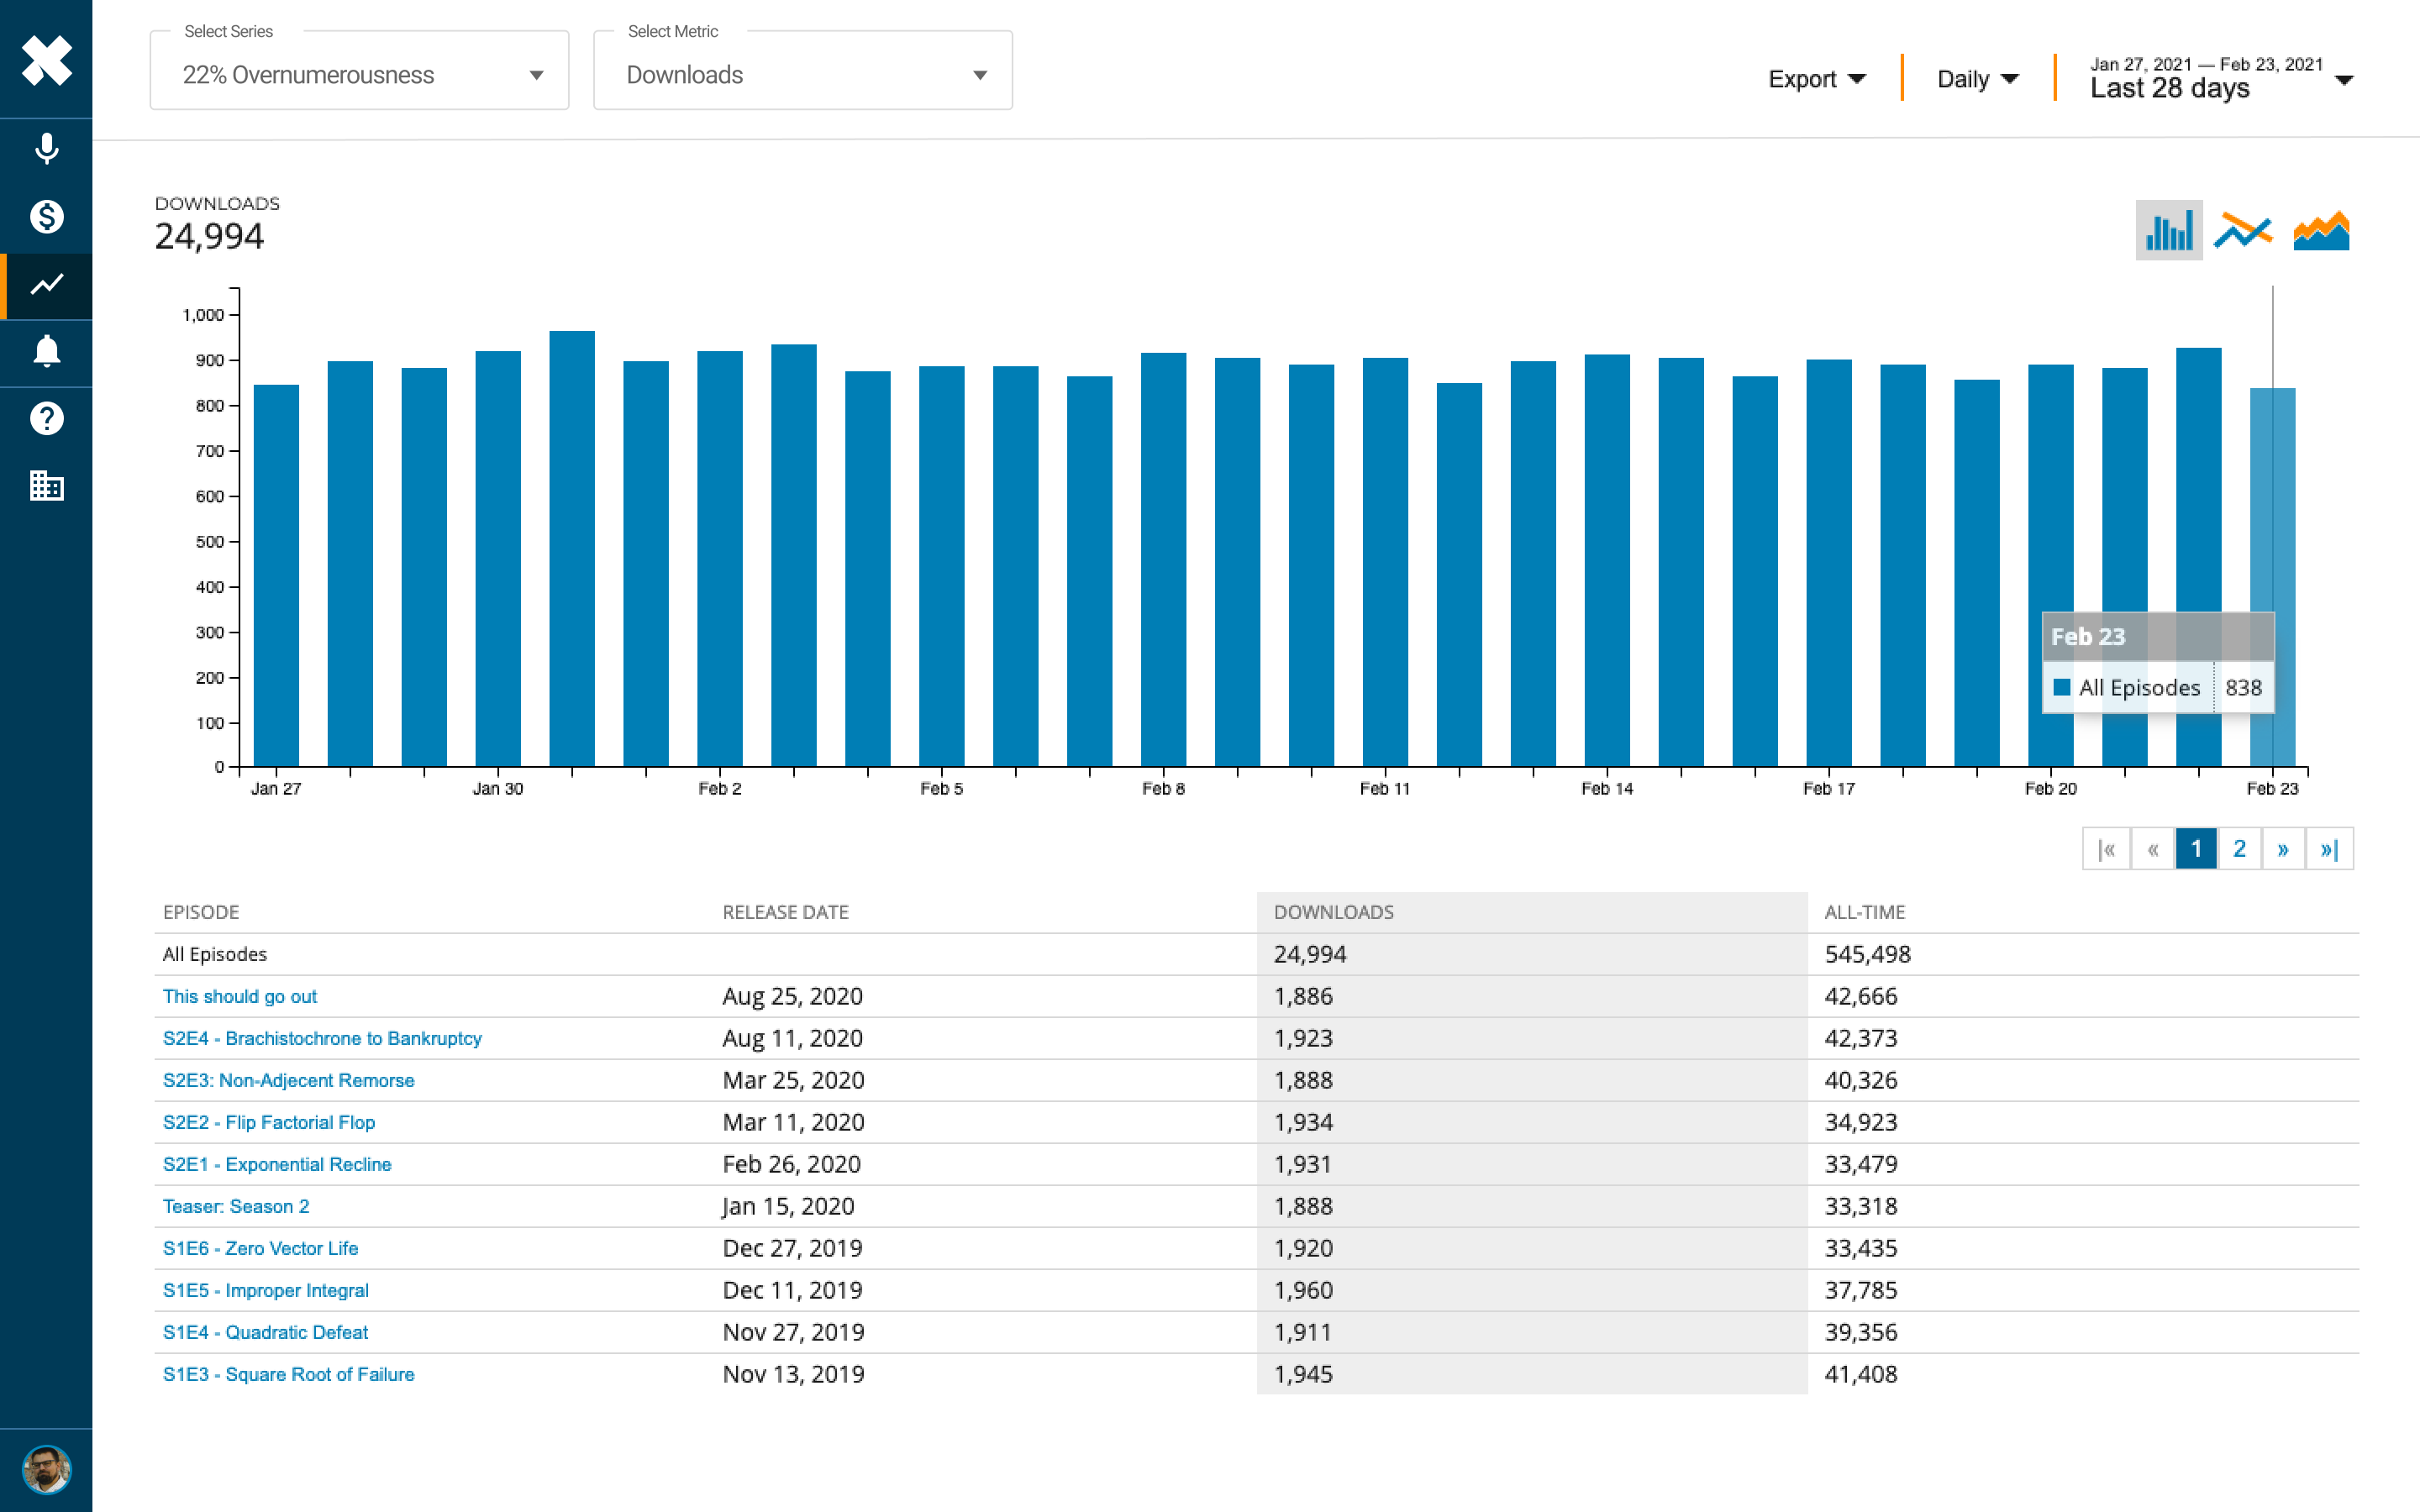 Select Series
22% Overnumerousness
Select Metric
Downloads
Export
Daily
Jan 27, 2021 — Feb 23, 2021
Last 28 days
DOWNLOADS
24,994
1,000
900
800
700
600
500
400
300
200
100
0
Feb 23
All Episodes 838
Jan 27 Jan 30 Feb 2 Feb 5 Feb 8 Feb 11 Feb 14 Feb 17 Feb 20 Feb 23
|« « 1 2 » »|
EPISODE RELEASE DATE DOWNLOADS ALL-TIME
All Episodes 24,994 545,498
This should go out Aug 25, 2020 1,886 42,666
S2E4 - Brachistochrone to Bankruptcy Aug 11, 2020 1,923 42,373
S2E3: Non-Adjecent Remorse Mar 25, 2020 1,888 40,326
S2E2 - Flip Factorial Flop Mar 11, 2020 1,934 34,923
S2E1 - Exponential Recline Feb 26, 2020 1,931 33,479
Teaser: Season 2 Jan 15, 2020 1,888 33,318
S1E6 - Zero Vector Life Dec 27, 2019 1,920 33,435
S1E5 - Improper Integral Dec 11, 2019 1,960 37,785
S1E4 - Quadratic Defeat Nov 27, 2019 1,911 39,356
S1E3 - Square Root of Failure Nov 13, 2019 1,945 41,408